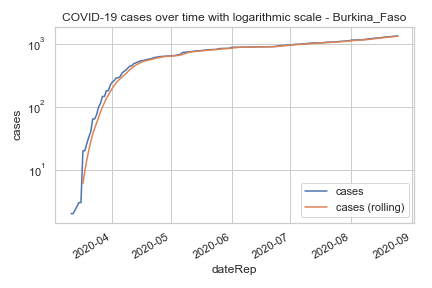 COVID-19 cases over time with logarithmic scale - Burkina_Faso
10³
10²
10¹
cases
cases
cases (rolling)
2020-04
2020-05
2020-06
2020-07
2020-08
2020-09
dateRep